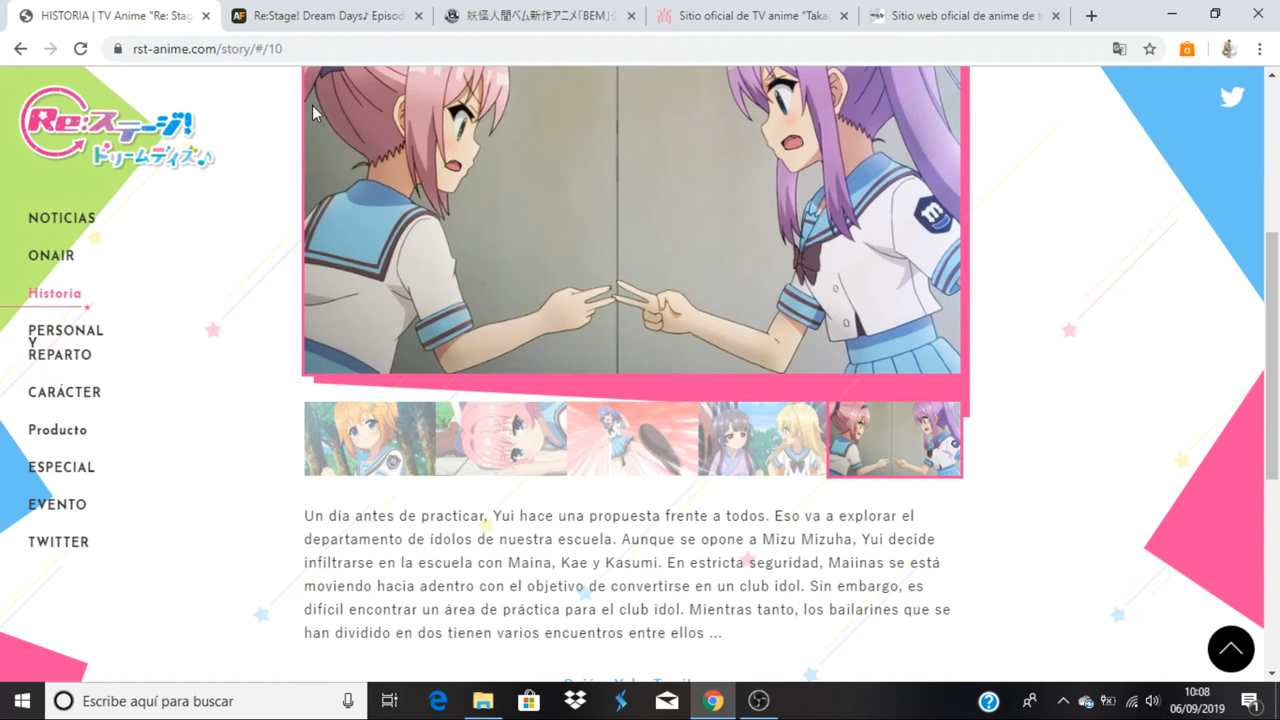 HISTORIA | TV Anime "Re: Stag
Re:Stage! Dream Days♪ Episod
妖怪人間ベム新作アニメ「BEM」公
Sitio oficial de TV anime "Taka
Sitio web oficial de anime de t
rst-anime.com/story/#/10
Re:ステージ!
ドリームデイズ♪
NOTICIAS
ONAIR
Historia
PERSONAL
Y
REPARTO
CARÁCTER
Producto
ESPECIAL
EVENTO
TWITTER
Un día antes de practicar, Yui hace una propuesta frente a todos. Eso va a explorar el
departamento de ídolos de nuestra escuela. Aunque se opone a Mizu Mizuha, Yui decide
infiltrarse en la escuela con Maina, Kae y Kasumi. En estricta seguridad, Maiinas se está
moviendo hacia adentro con el objetivo de convertirse en un club idol. Sin embargo, es
difícil encontrar un área de práctica para el club idol. Mientras tanto, los bailarines que se
han dividido en dos tienen varios encuentros entre ellos ...
Escribe aquí para buscar
10:08
06/09/2019